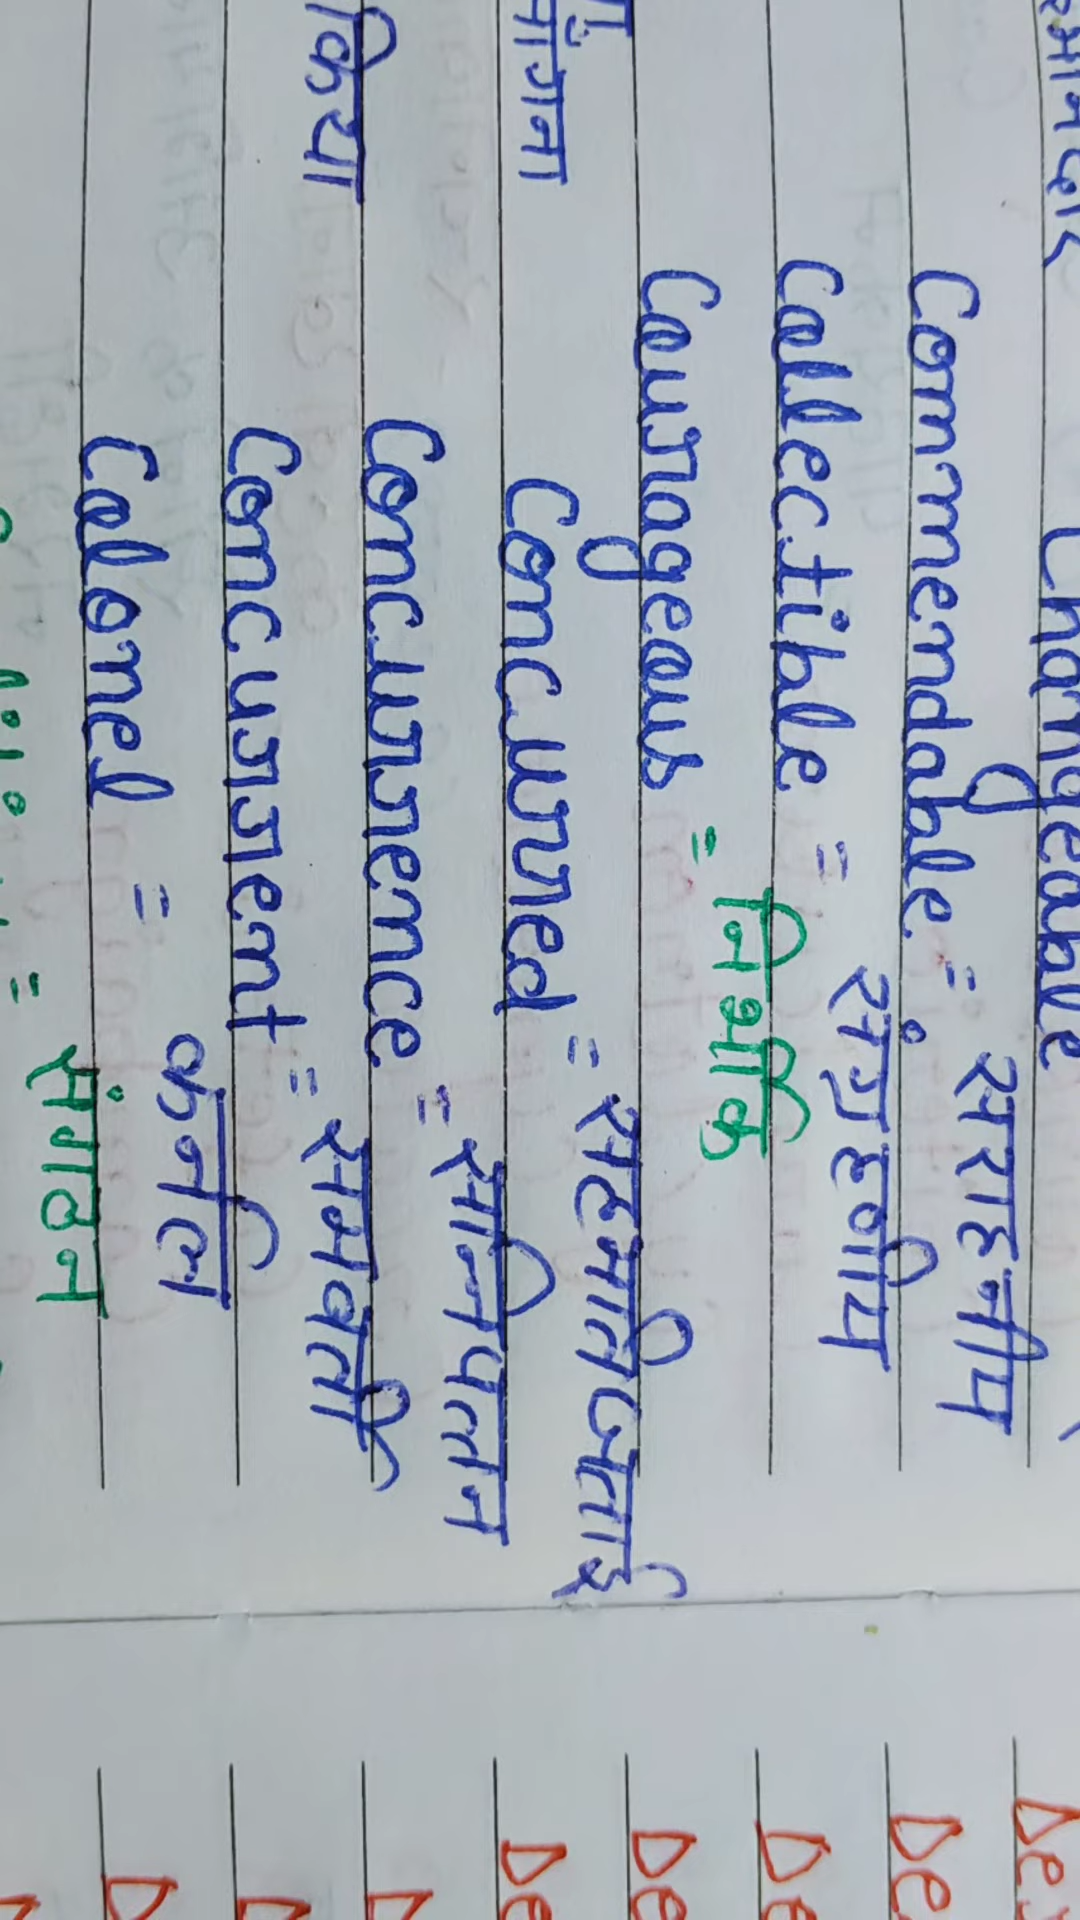 Changeable
Commendable = सराहनीय
Collectible = संग्रहणीय
Courageous = निर्भीक
मांगना
Concurred = सहमति जताई
Concurrence = सन्निपतन
क्रिया
Concurrent = समवर्ती
Colonel = कर्नल
= संगठन